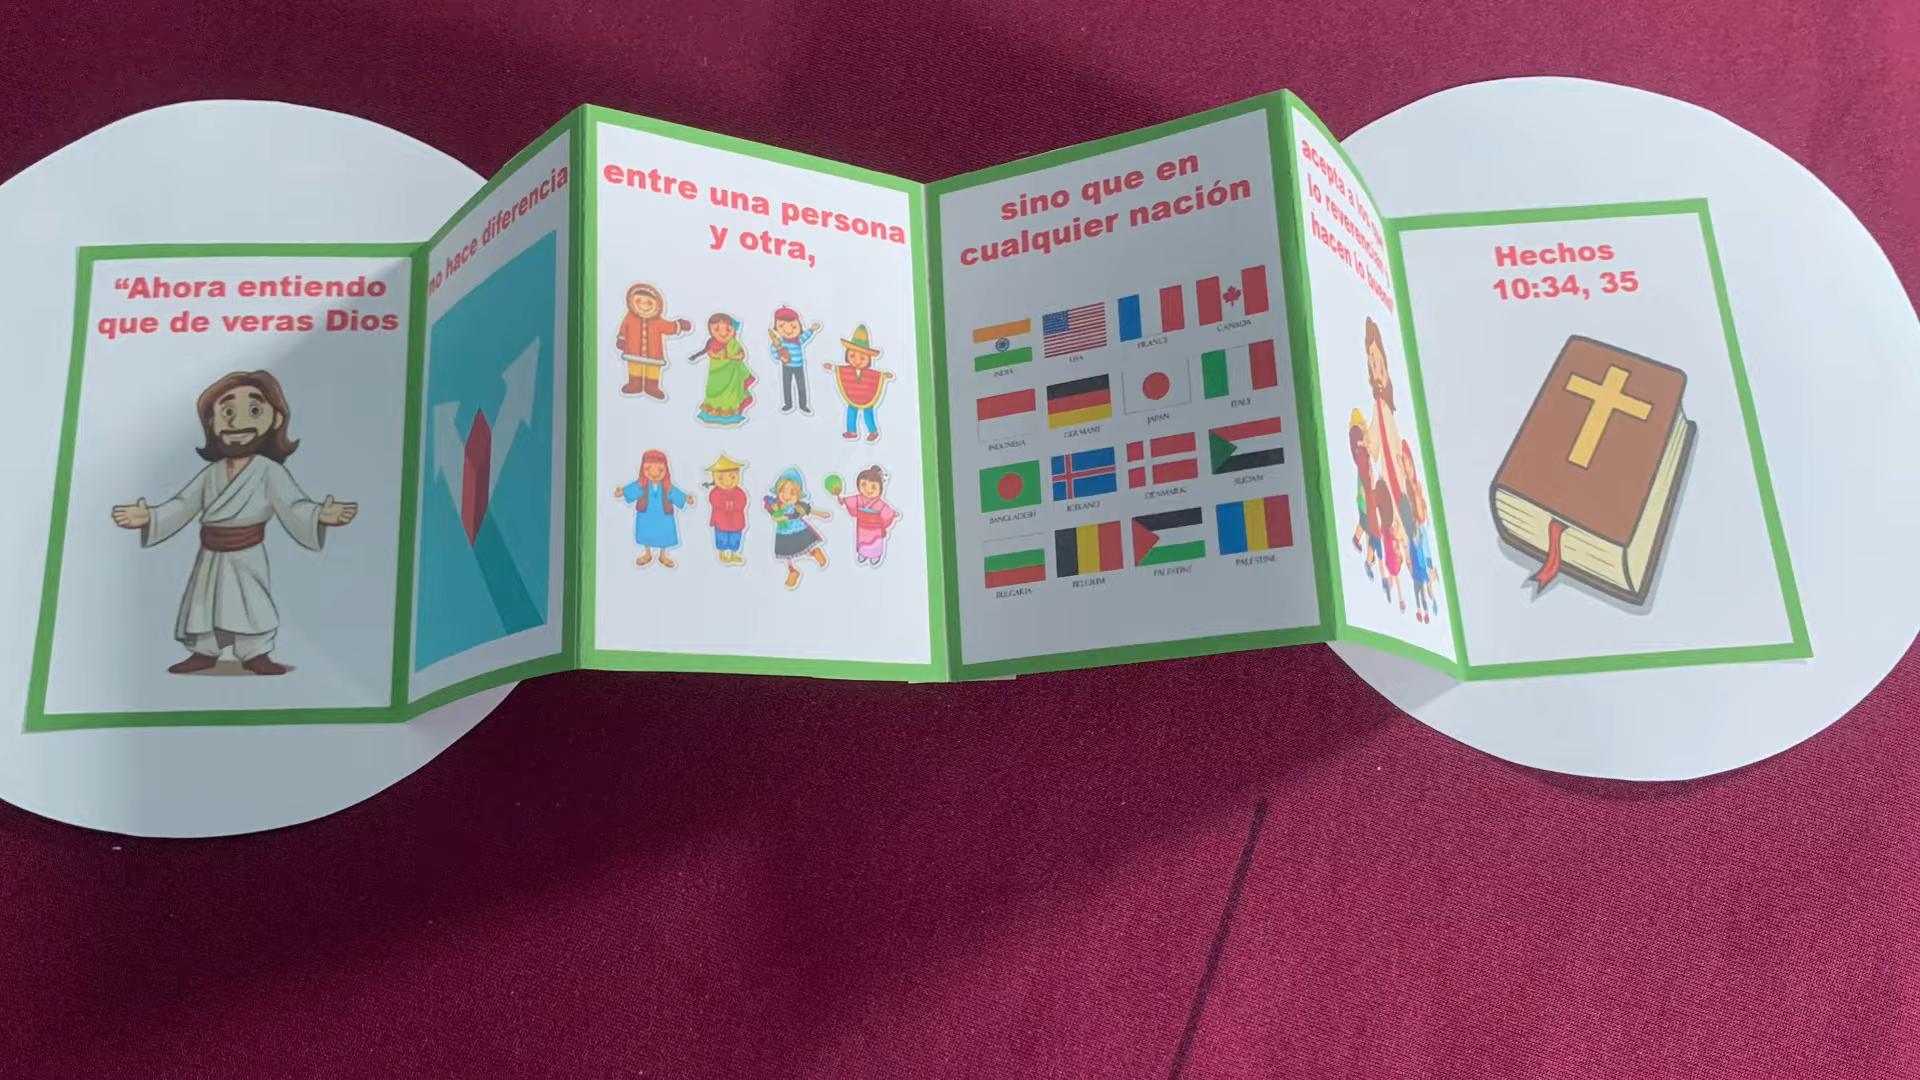 “Ahora entiendo
que de veras Dios
no hace diferencia
entre una persona
y otra,
sino que en
cualquier nación
INDIA
USA
FRANCE
CANADA
INDONESIA
GERMANY
JAPAN
ITALY
BANGLADESH
ICELAND
DENMARK
SUDAN
BULGARIA
BELGIUM
PALESTINE
PALESTINE
acepta a los que
lo reverencian y
hacen lo bueno
Hechos
10:34, 35